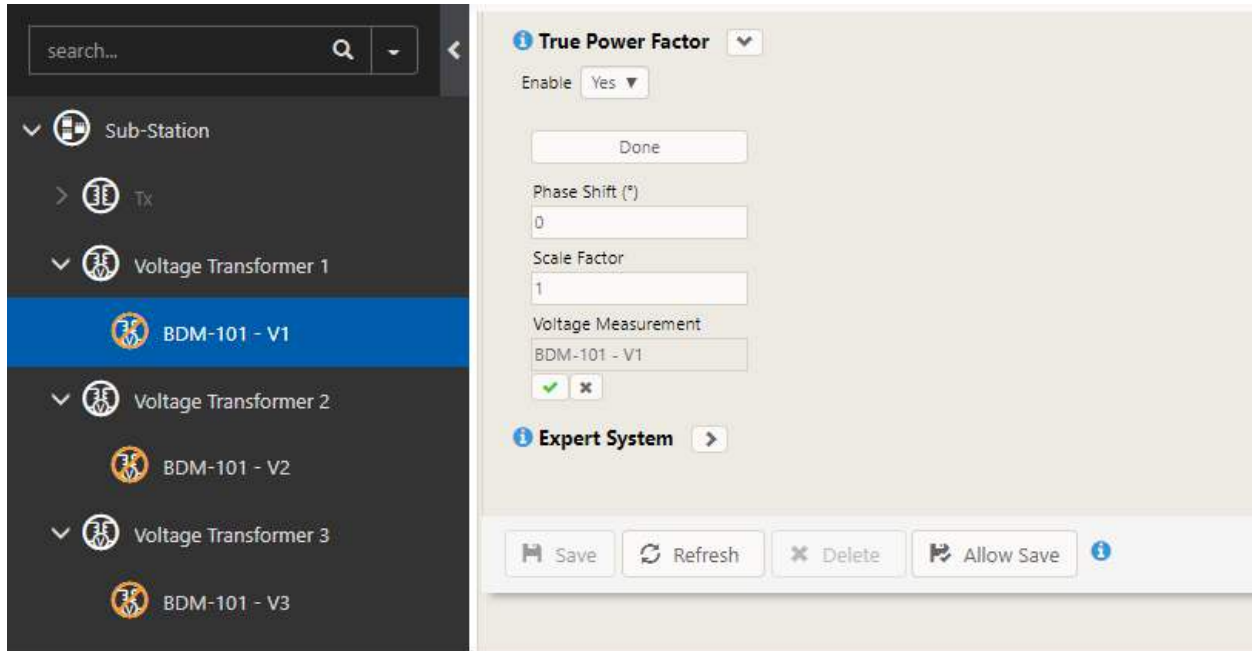 search...
Sub-Station
Tx
Voltage Transformer 1
BDM-101 - V1
Voltage Transformer 2
BDM-101 - V2
Voltage Transformer 3
BDM-101 - V3
True Power Factor
Enable Yes
Done
Phase Shift (°)
0
Scale Factor
1
Voltage Measurement
BDM-101 - V1
Expert System
Save Refresh Delete Allow Save